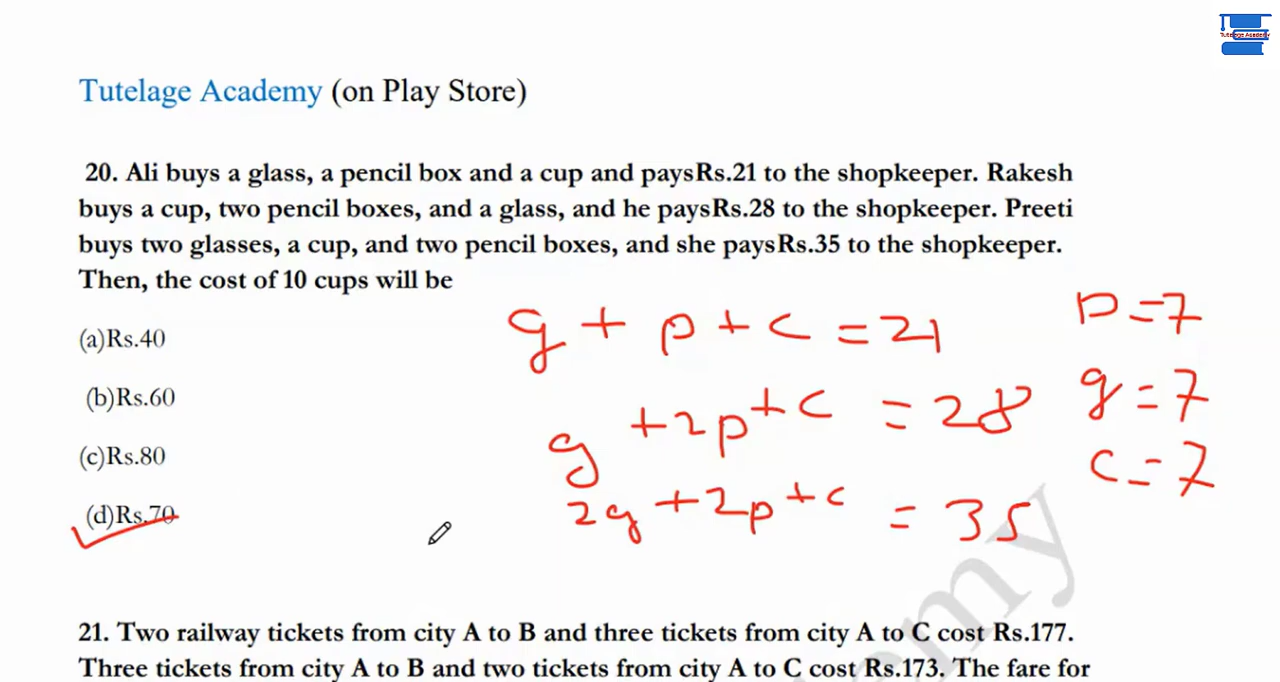 Tutelage Academy
Tutelage Academy (on Play Store)
20. Ali buys a glass, a pencil box and a cup and paysRs.21 to the shopkeeper. Rakesh
buys a cup, two pencil boxes, and a glass, and he paysRs.28 to the shopkeeper. Preeti
buys two glasses, a cup, and two pencil boxes, and she paysRs.35 to the shopkeeper.
Then, the cost of 10 cups will be
(a)Rs.40
(b)Rs.60
(c)Rs.80
(d)Rs.70
g + p + c = 21
g + 2p + c = 28
2g + 2p + c = 35
p = 7
g = 7
c = 7
emy
21. Two railway tickets from city A to B and three tickets from city A to C cost Rs.177.
Three tickets from city A to B and two tickets from city A to C cost Rs.173. The fare for